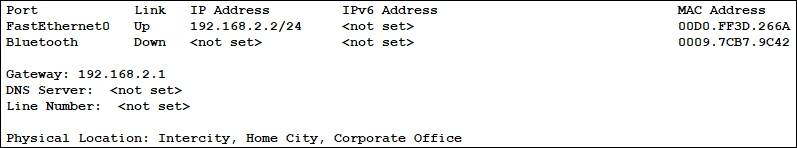 Port Link IP Address IPv6 Address MAC Address
FastEthernet0 Up 192.168.2.2/24 <not set> 00D0.FF3D.266A
Bluetooth Down <not set> <not set> 0009.7CB7.9C42
Gateway: 192.168.2.1
DNS Server: <not set>
Line Number: <not set>
Physical Location: Intercity, Home City, Corporate Office